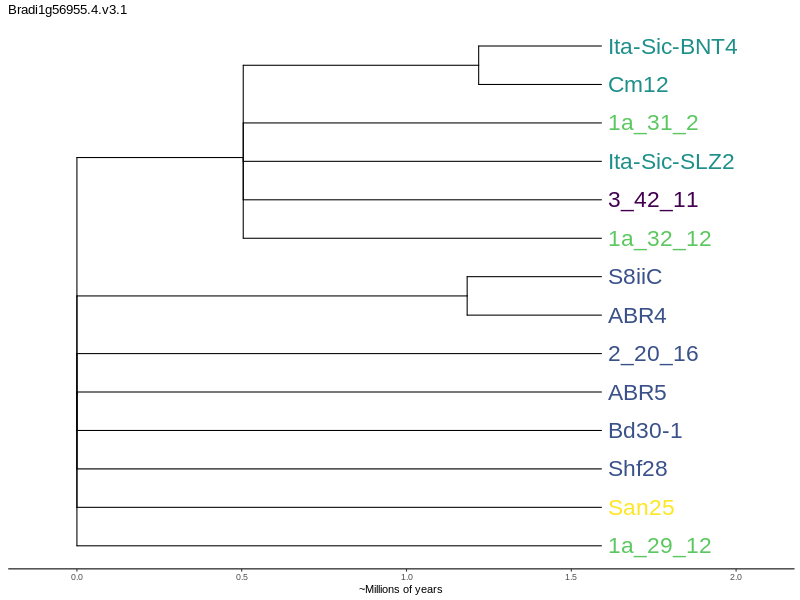 Bradi1g56955.4.v3.1
Ita-Sic-BNT4
Cm12
1a_31_2
Ita-Sic-SLZ2
3_42_11
1a_32_12
S8iiC
ABR4
2_20_16
ABR5
Bd30-1
Shf28
San25
1a_29_12
0.0 0.5 1.0 1.5 2.0
~Millions of years